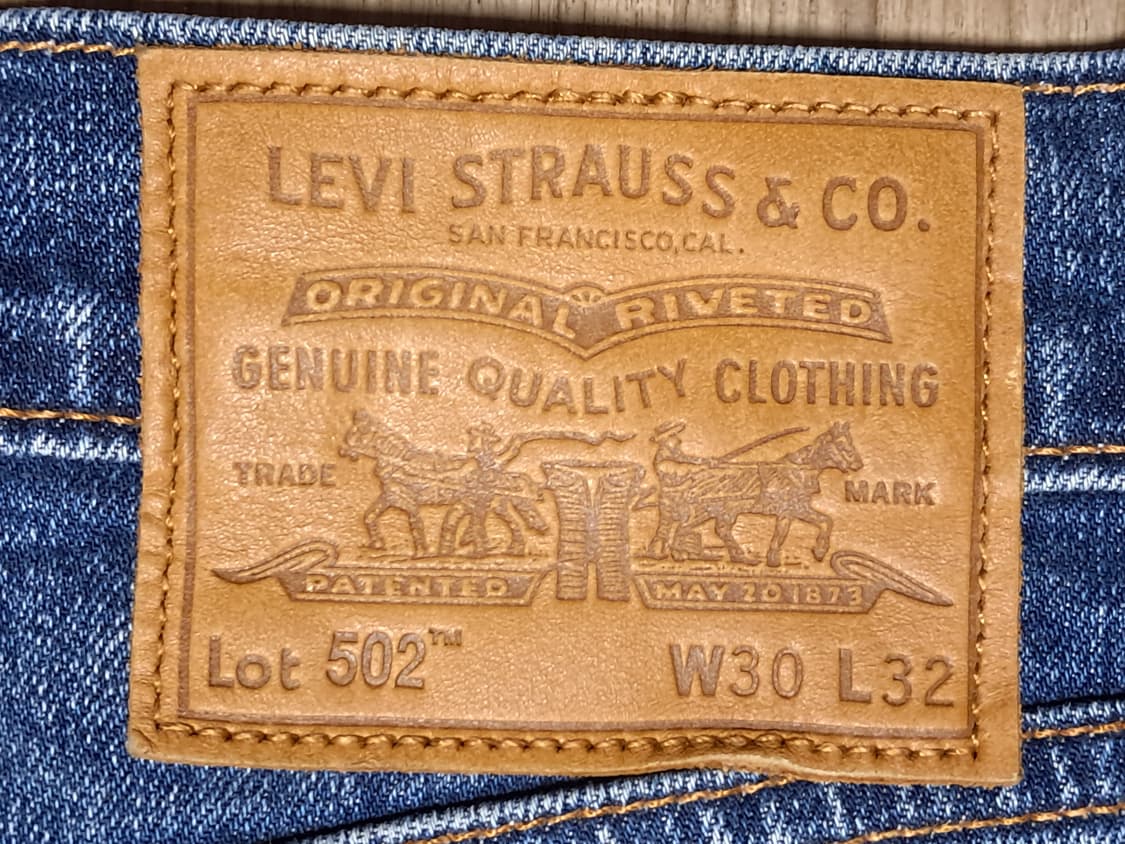 LEVI STRAUSS & CO.
SAN FRANCISCO, CAL.
ORIGINAL RIVETED
GENUINE QUALITY CLOTHING
TRADE MARK
PATENTED MAY 20 1873
Lot 502™ W30 L32